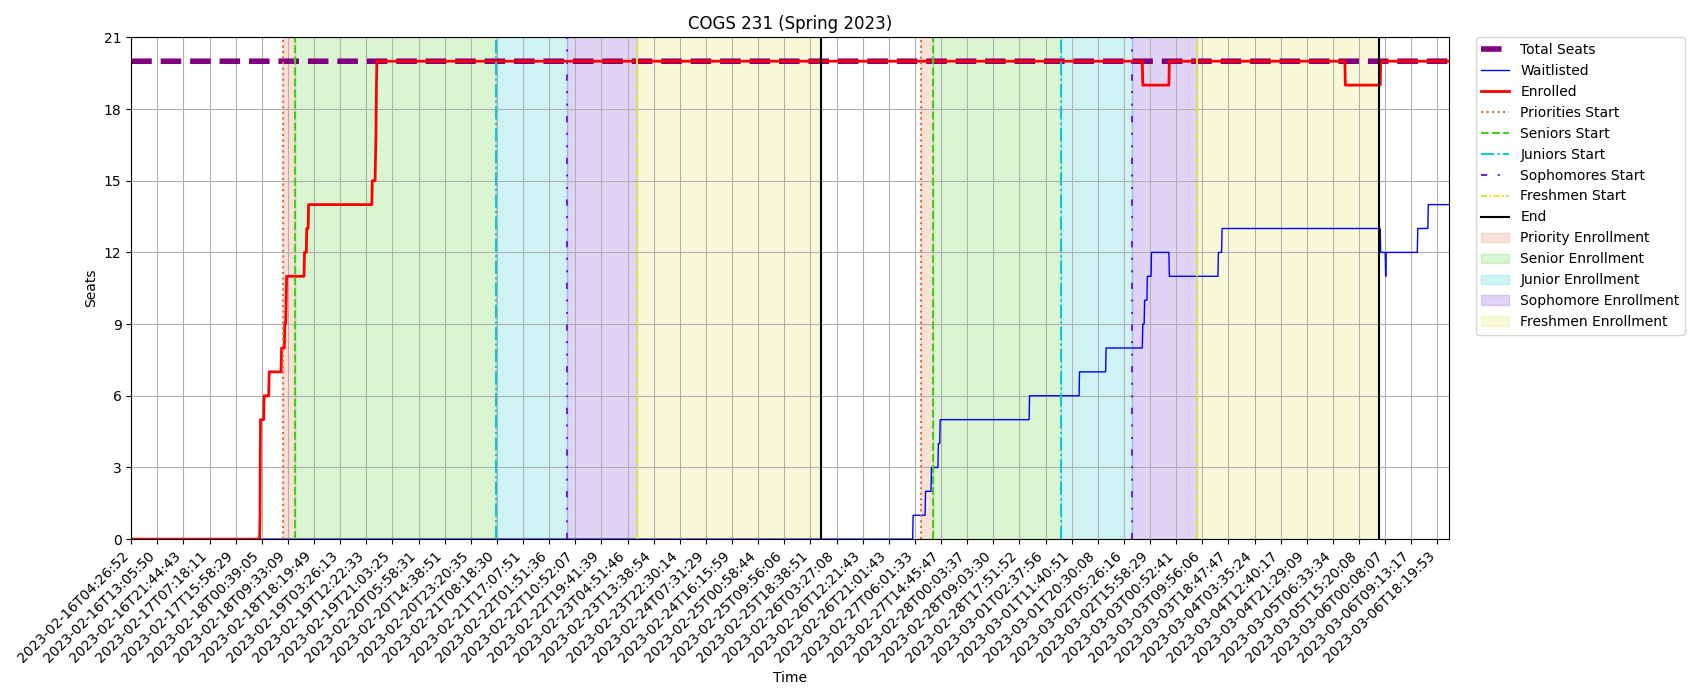 COGS 231 (Spring 2023)
Seats
21
18
15
12
9
6
3
0
2023-02-16T04:26:52
2023-02-16T13:05:50
2023-02-16T21:44:43
2023-02-17T07:18:11
2023-02-17T15:58:29
2023-02-18T00:39:05
2023-02-18T09:33:09
2023-02-18T18:19:49
2023-02-19T03:26:13
2023-02-19T12:22:33
2023-02-19T21:03:25
2023-02-20T05:58:31
2023-02-20T14:38:51
2023-02-20T23:20:35
2023-02-21T08:18:30
2023-02-21T17:07:51
2023-02-22T01:51:36
2023-02-22T10:52:07
2023-02-22T19:41:39
2023-02-23T04:51:46
2023-02-23T13:38:54
2023-02-23T22:30:14
2023-02-24T07:31:29
2023-02-24T16:15:59
2023-02-25T00:58:44
2023-02-25T09:56:06
2023-02-25T18:38:51
2023-02-26T03:27:08
2023-02-26T12:21:43
2023-02-26T21:01:43
2023-02-27T06:01:33
2023-02-27T14:45:47
2023-02-28T00:03:37
2023-02-28T09:03:30
2023-02-28T17:51:52
2023-03-01T02:37:56
2023-03-01T11:40:51
2023-03-01T20:30:08
2023-03-02T05:26:16
2023-03-02T15:58:29
2023-03-03T00:52:41
2023-03-03T09:56:06
2023-03-03T18:47:47
2023-03-04T03:35:24
2023-03-04T12:40:17
2023-03-04T21:29:09
2023-03-05T06:33:34
2023-03-05T15:20:08
2023-03-06T00:08:07
2023-03-06T09:13:17
2023-03-06T18:19:53
Time
Total Seats
Waitlisted
Enrolled
Priorities Start
Seniors Start
Juniors Start
Sophomores Start
Freshmen Start
End
Priority Enrollment
Senior Enrollment
Junior Enrollment
Sophomore Enrollment
Freshmen Enrollment